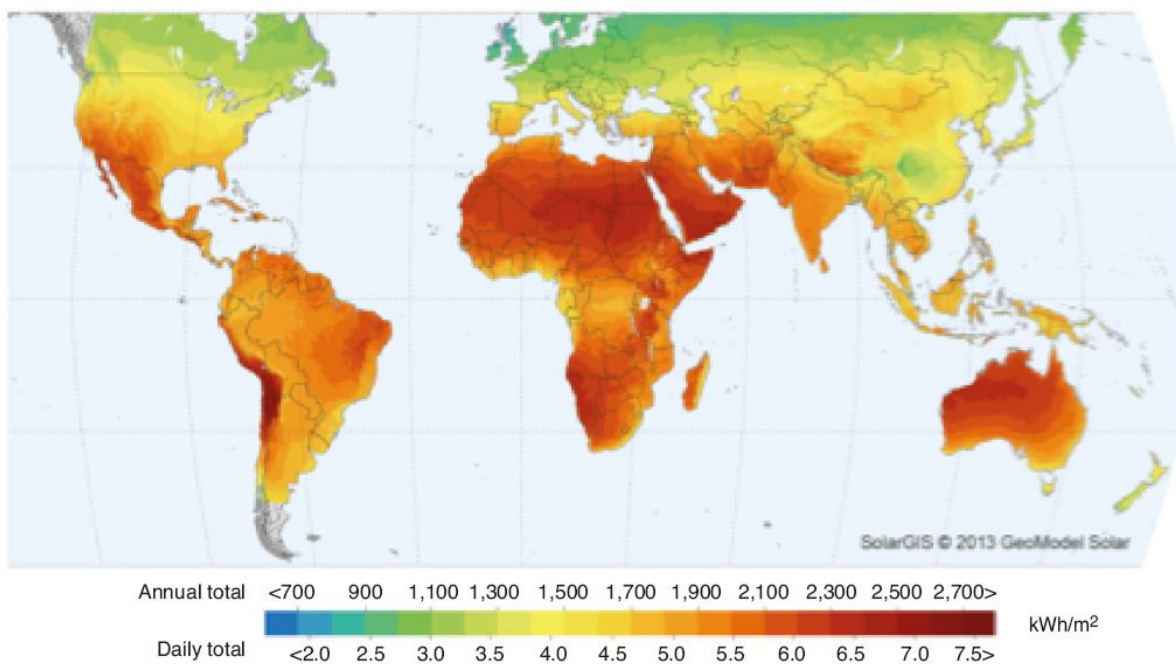 SolarGIS © 2013 GeoModel Solar
Annual total <700 900 1,100 1,300 1,500 1,700 1,900 2,100 2,300 2,500 2,700>
kWh/m2
Daily total <2.0 2.5 3.0 3.5 4.0 4.5 5.0 5.5 6.0 6.5 7.0 7.5>